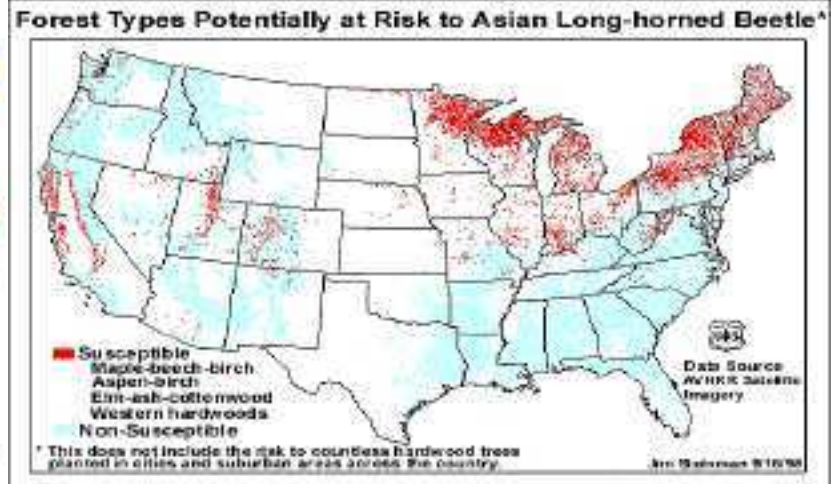 Forest Types Potentially at Risk to Asian Long-horned Beetle*
Susceptible
Maple-beech-birch
Aspen-birch
Elm-ash-cottonwood
Western hardwoods
Non-Susceptible
Data Source
AVHRR Satellite
Imagery
* This does not include the risk to countless hardwood trees
planted in cities and suburban areas across the country.
Jim